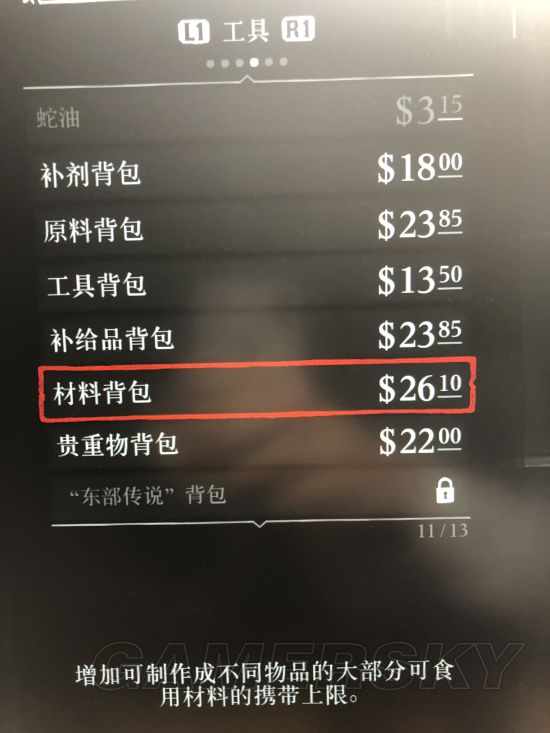 L1 工具 R1
蛇油 $3.15
补剂背包 $18.00
原料背包 $23.85
工具背包 $13.50
补给品背包 $23.85
材料背包 $26.10
贵重物背包 $22.00
“东部传说”背包
11/13
GAMERSKY
增加可制作成不同物品的大部分可食
用材料的携带上限。